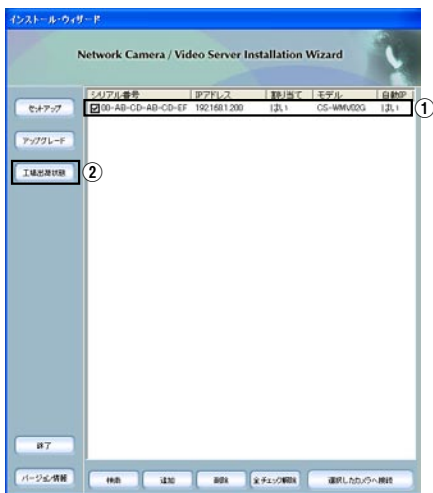 インストール・ウィザード
Network Camera / Video Server Installation Wizard
シリアル番号 IPアドレス 割り当て モデル 自動IP
00-AB-CD-AB-CD-EF 192.168.1.200 はい CS-WMV02G はい
①
セットアップ
アップグレード
工場出荷状態
②
終了
バージョン情報
検索 追加 削除 全チェック解除 選択したカメラへ接続